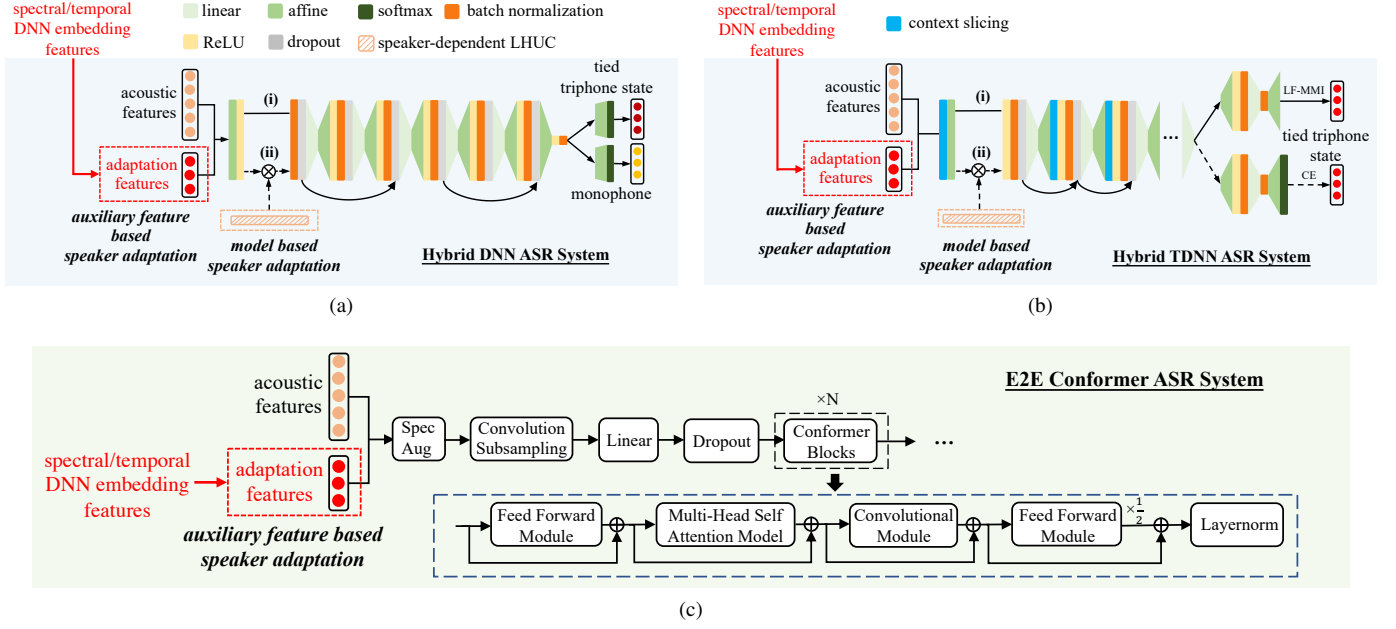 spectral/temporal
DNN embedding
features
linear
affine
softmax
batch normalization
ReLU
dropout
speaker-dependent LHUC
acoustic
features
adaptation
features
auxiliary feature
based
speaker adaptation
(i)
(ii)
model based
speaker adaptation
tied
triphone state
monophone
Hybrid DNN ASR System
(a)
spectral/temporal
DNN embedding
features
context slicing
acoustic
features
adaptation
features
auxiliary feature
based
speaker adaptation
(i)
(ii)
model based
speaker adaptation
...
LF-MMI
tied triphone
state
CE
Hybrid TDNN ASR System
(b)
E2E Conformer ASR System
acoustic
features
spectral/temporal
DNN embedding
features
adaptation
features
auxiliary feature based
speaker adaptation
Spec
Aug
Convolution
Subsampling
Linear
Dropout
×N
Conformer
Blocks
...
Feed Forward
Module
Multi-Head Self
Attention Model
Convolutional
Module
Feed Forward
Module
×1/2
Layernorm
(c)